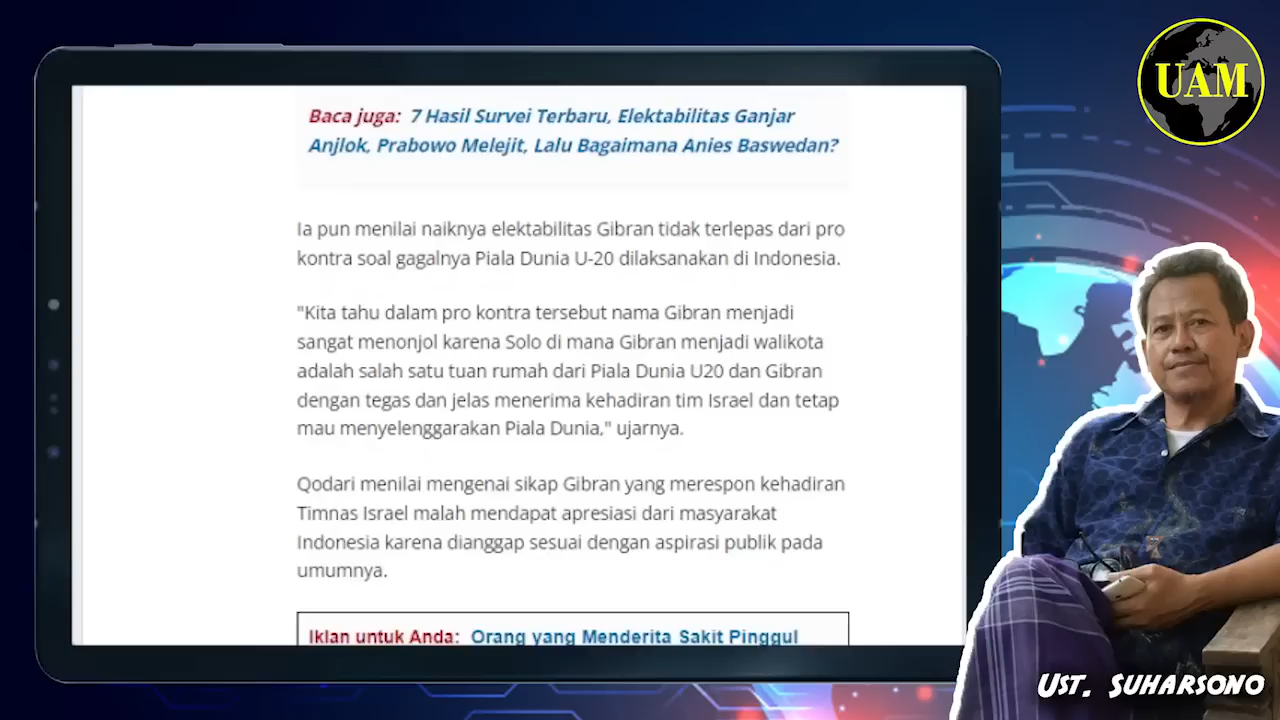 Baca juga: 7 Hasil Survei Terbaru, Elektabilitas Ganjar
Anjlok, Prabowo Melejit, Lalu Bagaimana Anies Baswedan?
Ia pun menilai naiknya elektabilitas Gibran tidak terlepas dari pro
kontra soal gagalnya Piala Dunia U-20 dilaksanakan di Indonesia.
"Kita tahu dalam pro kontra tersebut nama Gibran menjadi
sangat menonjol karena Solo di mana Gibran menjadi walikota
adalah salah satu tuan rumah dari Piala Dunia U20 dan Gibran
dengan tegas dan jelas menerima kehadiran tim Israel dan tetap
mau menyelenggarakan Piala Dunia," ujarnya.
Qodari menilai mengenai sikap Gibran yang merespon kehadiran
Timnas Israel malah mendapat apresiasi dari masyarakat
Indonesia karena dianggap sesuai dengan aspirasi publik pada
umumnya.
Iklan untuk Anda: Orang yang Menderita Sakit Pinggul
UAM
UST. SUHARSONO